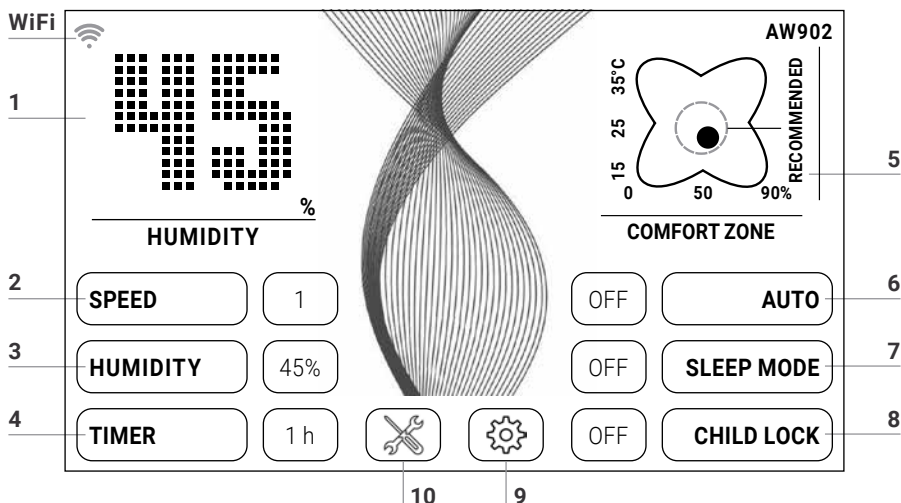 WiFi
AW902
1
45
%
HUMIDITY
35°C
25
15
0
50
90%
RECOMMENDED
5
COMFORT ZONE
2
SPEED
1
OFF
AUTO
6
3
HUMIDITY
45%
OFF
SLEEP MODE
7
4
TIMER
1 h
OFF
CHILD LOCK
8
10
9